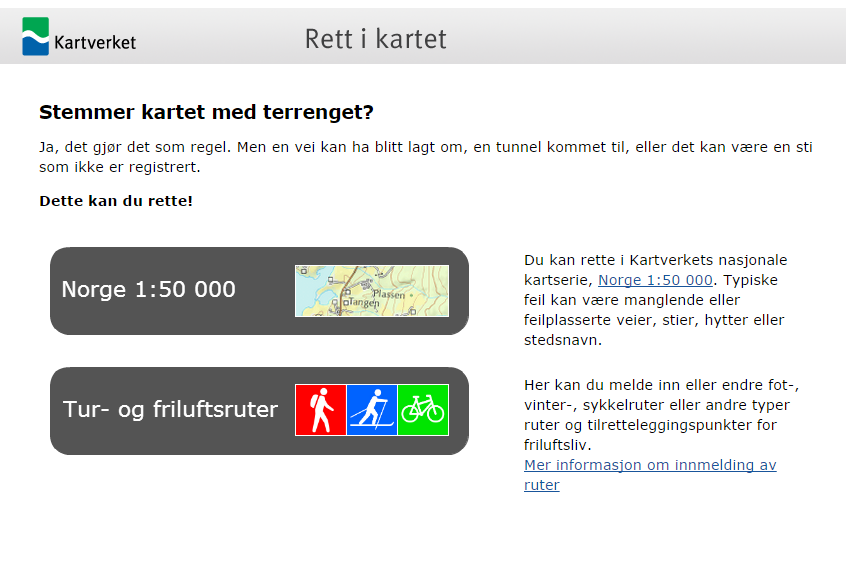 Kartverket
Rett i kartet
Stemmer kartet med terrenget?
Ja, det gjør det som regel. Men en vei kan ha blitt lagt om, en tunnel kommet til, eller det kan være en sti
som ikke er registrert.
Dette kan du rette!
Norge 1:50 000
Plassen
Tangen
Du kan rette i Kartverkets nasjonale
kartserie, Norge 1:50 000. Typiske
feil kan være manglende eller
feilplasserte veier, stier, hytter eller
stedsnavn.
Tur- og friluftsruter
Her kan du melde inn eller endre fot-,
vinter-, sykkelruter eller andre typer
ruter og tilretteleggingspunkter for
friluftsliv.
Mer informasjon om innmelding av
ruter